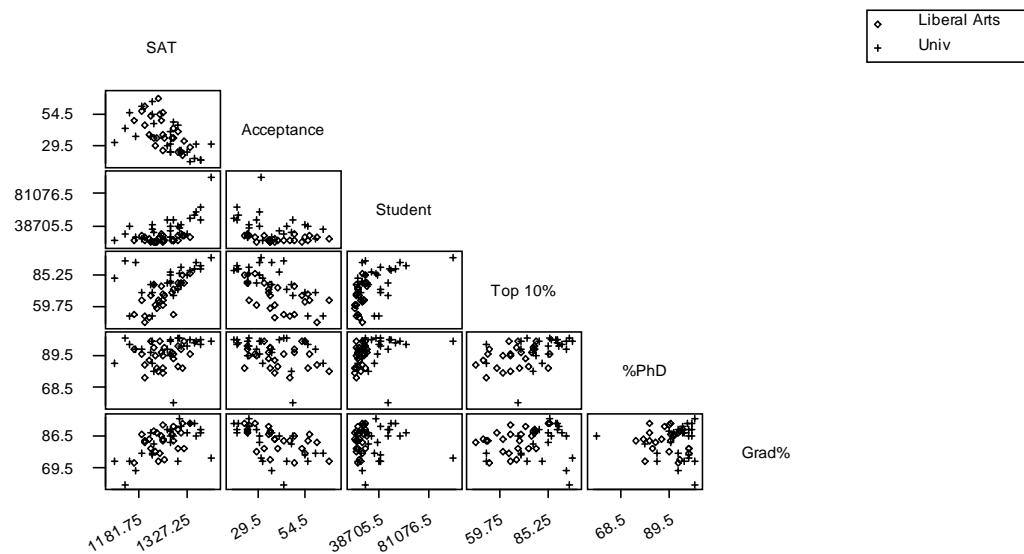 Liberal Arts
Univ
SAT
54.5
29.5
Acceptance
81076.5
38705.5
Student
85.25
59.75
Top 10%
89.5
68.5
%PhD
86.5
69.5
Grad%
1181.75
1327.25
29.5
54.5
38705.5
81076.5
59.75
85.25
68.5
89.5